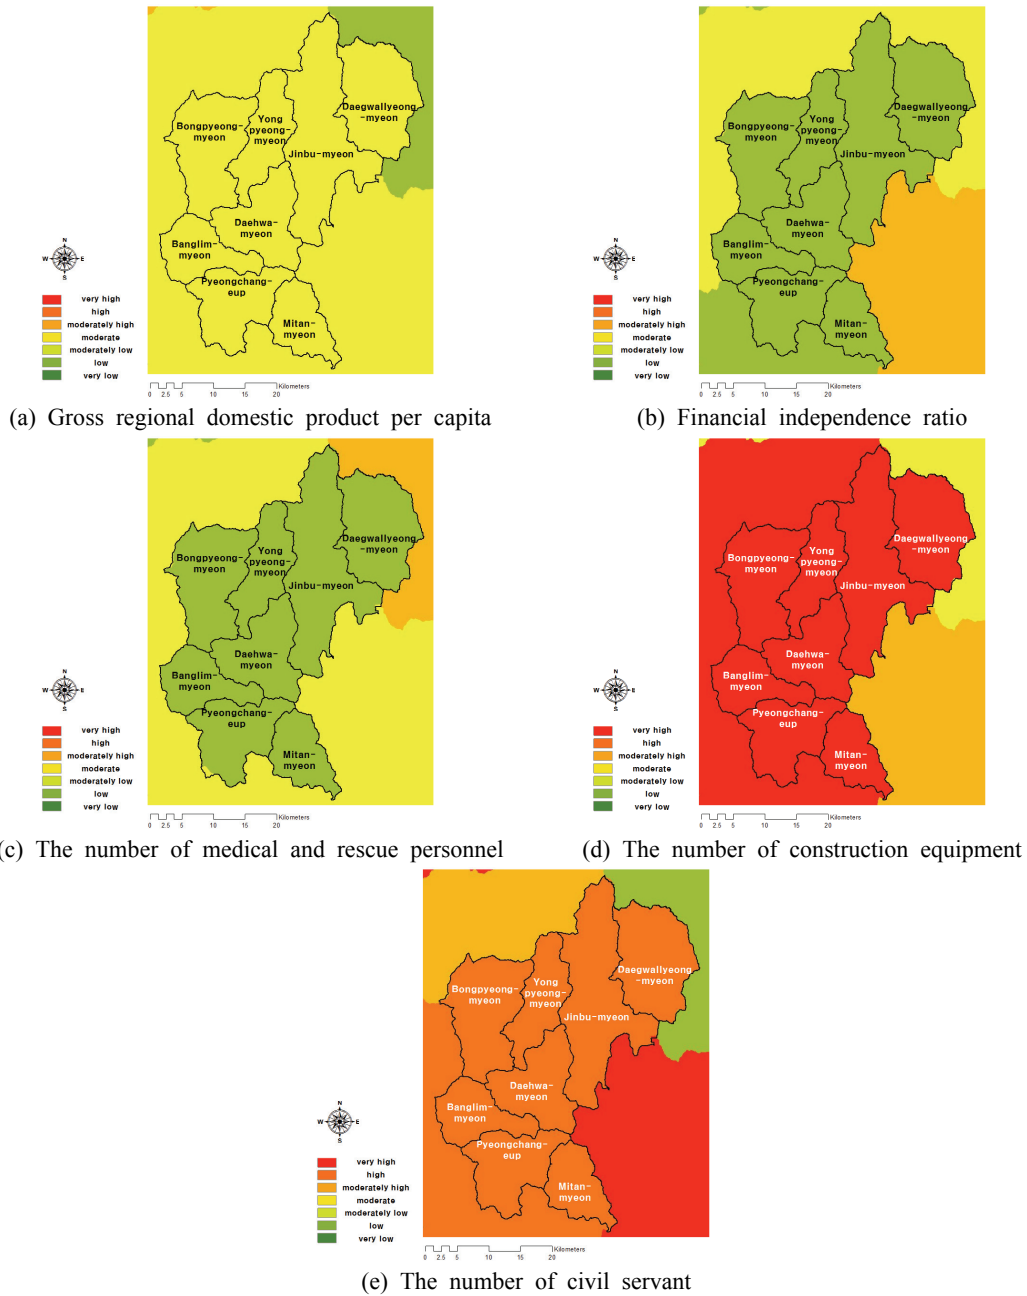 Daegwallyeong
-myeon
Bongpyeong-
myeon
Yong
pyeong-
myeon
Jinbu-myeon
Daehwa-
myeon
Banglim-
myeon
Pyeongchang-
eup
Mitan-
myeon
N
W E
S
very high
high
moderately high
moderate
moderately low
low
very low
0 2.5 5 10 15 20 Kilometers
(a) Gross regional domestic product per capita
Daegwallyeong
-myeon
Bongpyeong-
myeon
Yong
pyeong-
myeon
Jinbu-myeon
Daehwa-
myeon
Banglim-
myeon
Pyeongchang-
eup
Mitan-
myeon
N
W E
S
very high
high
moderately high
moderate
moderately low
low
very low
0 2.5 5 10 15 20 Kilometers
(b) Financial independence ratio
Daegwallyeong
-myeon
Bongpyeong-
myeon
Yong
pyeong-
myeon
Jinbu-myeon
Daehwa-
myeon
Banglim-
myeon
Pyeongchang-
eup
Mitan-
myeon
N
W E
S
very high
high
moderately high
moderate
moderately low
low
very low
0 2.5 5 10 15 20 Kilometers
(c) The number of medical and rescue personnel
Daegwallyeong
-myeon
Bongpyeong-
myeon
Yong
pyeong-
myeon
Jinbu-myeon
Daehwa-
myeon
Banglim-
myeon
Pyeongchang-
eup
Mitan-
myeon
N
W E
S
very high
high
moderately high
moderate
moderately low
low
very low
0 2.5 5 10 15 20 Kilometers
(d) The number of construction equipment
Daegwallyeong
-myeon
Bongpyeong-
myeon
Yong
pyeong-
myeon
Jinbu-myeon
Daehwa-
myeon
Banglim-
myeon
Pyeongchang-
eup
Mitan-
myeon
N
W E
S
very high
high
moderately high
moderate
moderately low
low
very low
0 2.5 5 10 15 20 Kilometers
(e) The number of civil servant